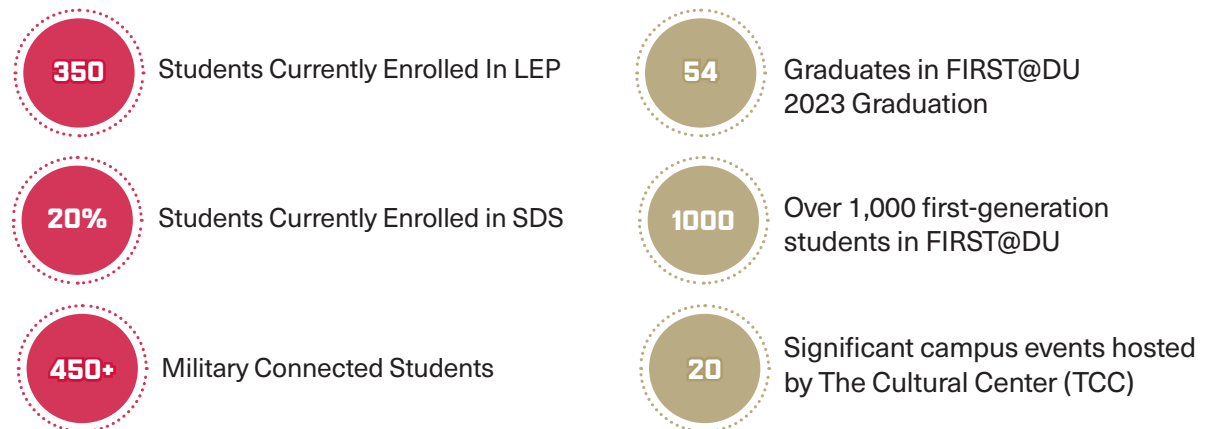 350
Students Currently Enrolled In LEP
20%
Students Currently Enrolled in SDS
450+
Military Connected Students
54
Graduates in FIRST@DU
2023 Graduation
1000
Over 1,000 first-generation
students in FIRST@DU
20
Significant campus events hosted
by The Cultural Center (TCC)